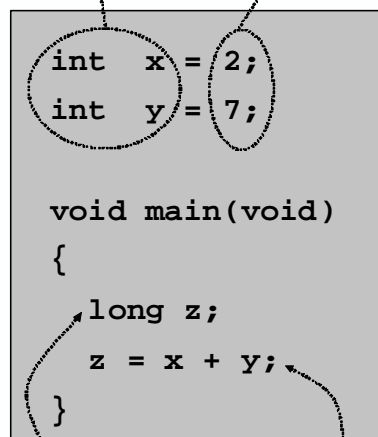 int x = 2;
int y = 7;
void main(void)
{
long z;
z = x + y;
}